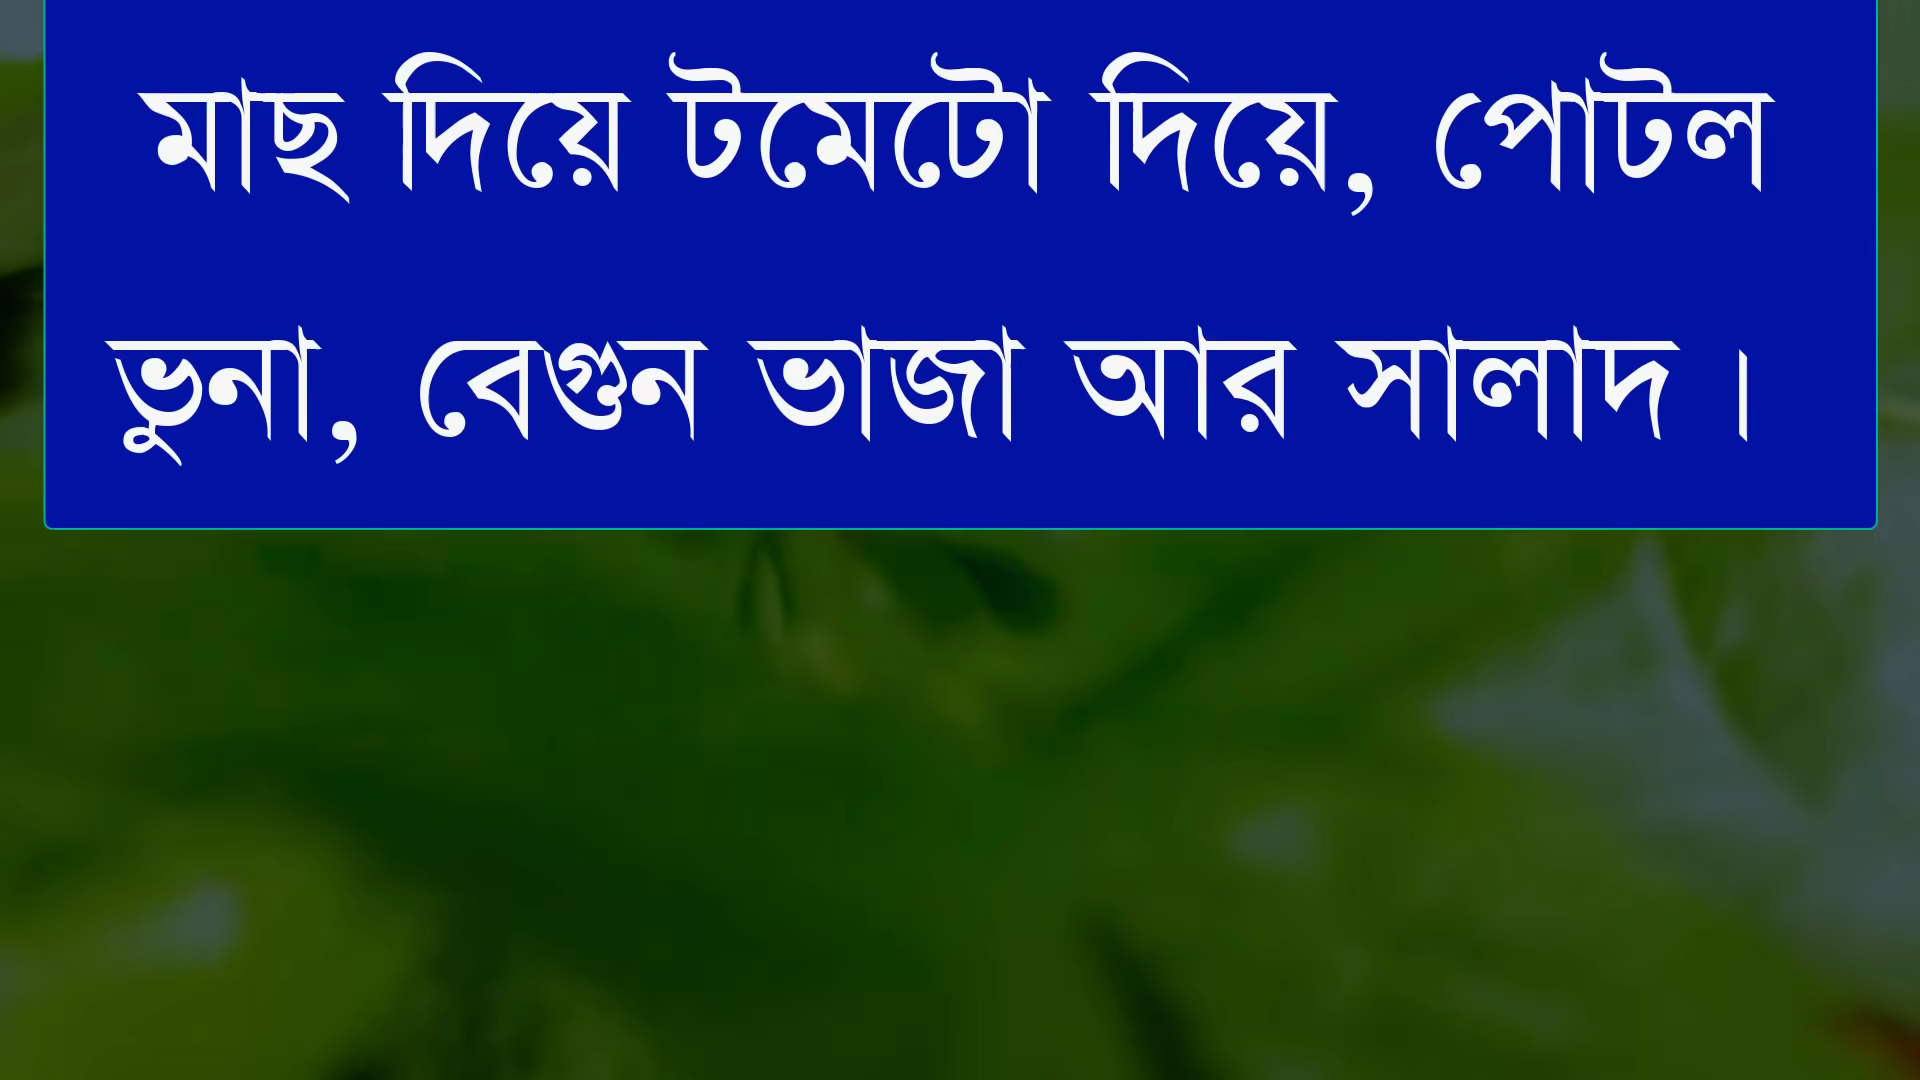 মাছ দিয়ে টমেটো দিয়ে, পোটল
ভুনা, বেগুন ভাজা আর সালাদ ।